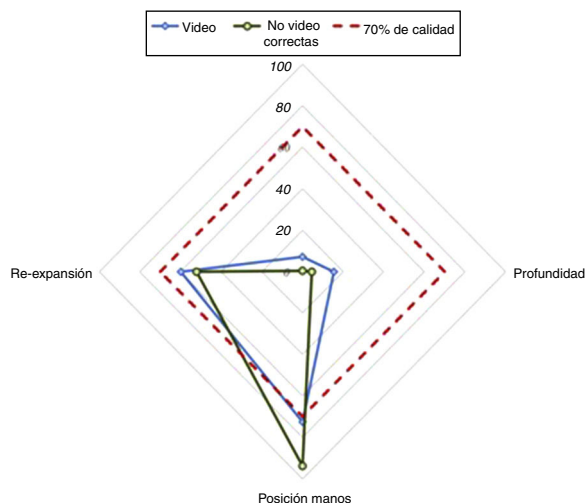 Video
No video
correctas
70% de calidad
100
80
60
40
20
0
Re-expansión
Profundidad
Posición manos